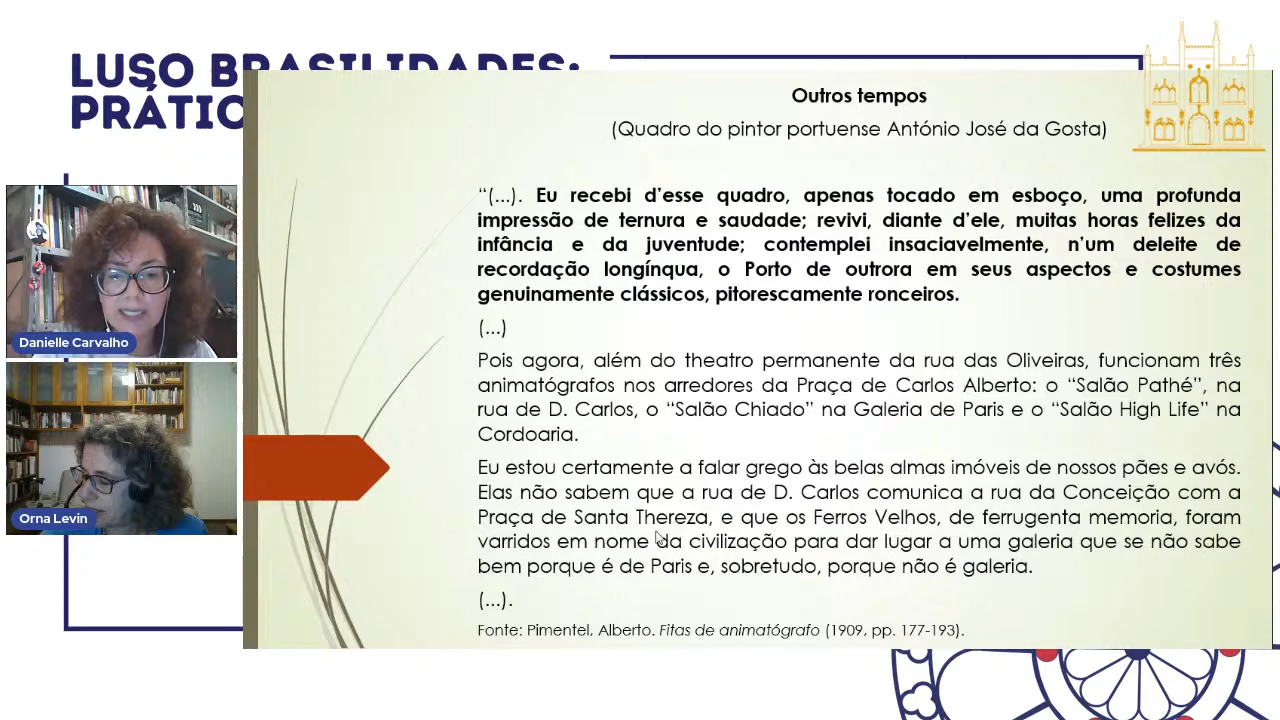 LUSO BRASILIDADES:
PRÁTIC
Outros tempos
(Quadro do pintor portuense António José da Gosta)
“(...). Eu recebi d’esse quadro, apenas tocado em esboço, uma profunda
impressão de ternura e saudade; revivi, diante d’ele, muitas horas felizes da
infância e da juventude; contemplei insaciavelmente, n’um deleite de
recordação longínqua, o Porto de outrora em seus aspectos e costumes
genuinamente clássicos, pitorescamente ronceiros.
(...)
Pois agora, além do theatro permanente da rua das Oliveiras, funcionam três
animatógrafos nos arredores da Praça de Carlos Alberto: o “Salão Pathé”, na
rua de D. Carlos, o “Salão Chiado” na Galeria de Paris e o “Salão High Life” na
Cordoaria.
Eu estou certamente a falar grego às belas almas imóveis de nossos pães e avós.
Elas não sabem que a rua de D. Carlos comunica a rua da Conceição com a
Praça de Santa Thereza, e que os Ferros Velhos, de ferrugenta memoria, foram
varridos em nome da civilização para dar lugar a uma galeria que se não sabe
bem porque é de Paris e, sobretudo, porque não é galeria.
(...).
Fonte: Pimentel, Alberto. Fitas de animatógrafo (1909, pp. 177-193).
Danielle Carvalho
Orna Levin